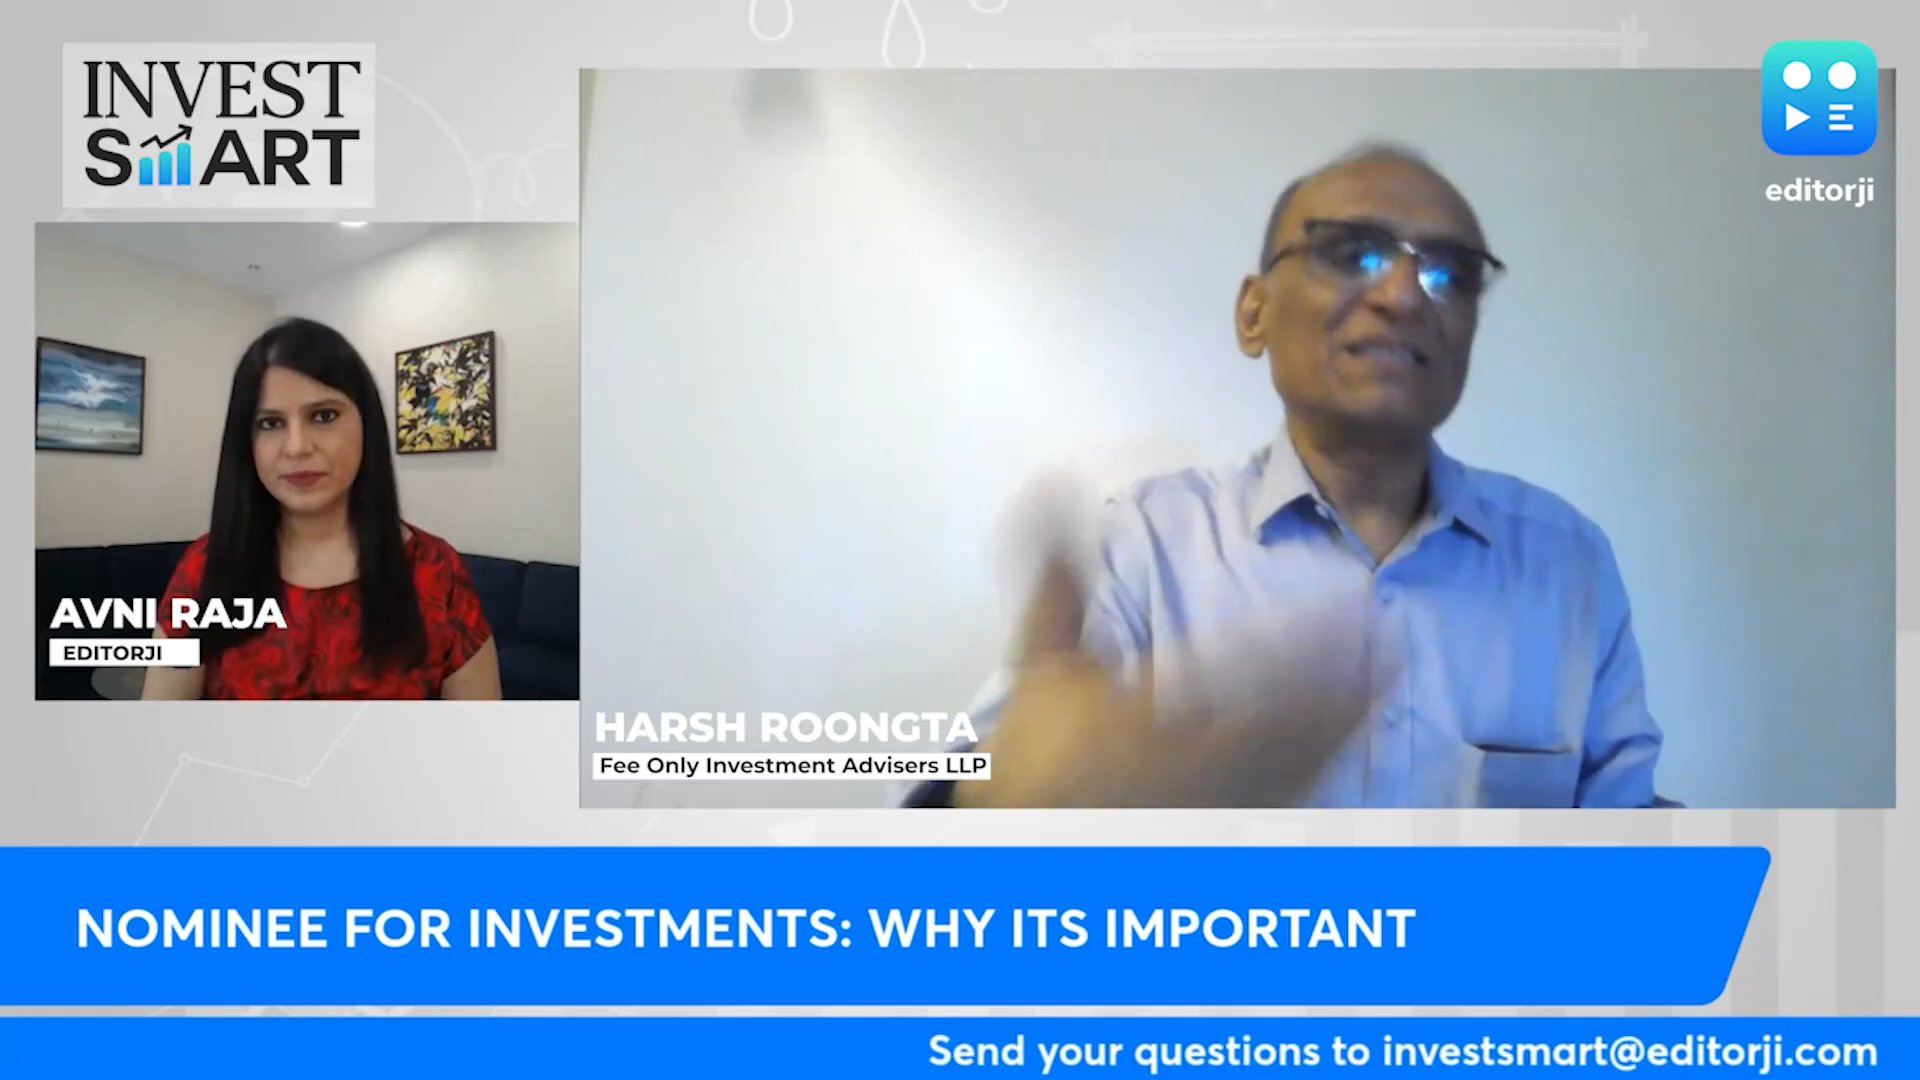 INVEST
SMART
editorji
AVNI RAJA
EDITORJI
HARSH ROONGTA
Fee Only Investment Advisers LLP
NOMINEE FOR INVESTMENTS: WHY ITS IMPORTANT
Send your questions to investsmart@editorji.com